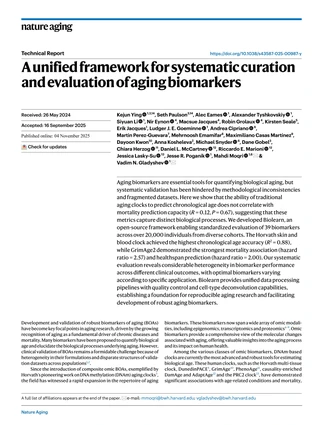 nature aging
Technical Report
https://doi.org/10.1038/s43587-025-00987-y
A unified framework for systematic curation
and evaluation of aging biomarkers
Received: 26 May 2024
Accepted: 16 September 2025
Published online: 04 November 2025
Check for updates
Kejun Ying, Seth Paulson, Alec Eames, Alexander Tyshkovskiy,
Siyuan Li, Nir Eynon, Macsue Jacques, Robin Grolaux, Kirsten Seale,
Erik Jacques, Ludger J. E. Goeminne, Andrea Cipriano,
Martin Perez-Guevara, Mehrnoosh Emamifar, Maximiliano Casas Martínez,
Dayoon Kwon, Anna Kosheleva, Michael Snyder, Dane Gobel,
Chiara Herzog, Daniel L. McCartney, Riccardo E. Marioni,
Jessica Lasky-Su, Jesse R. Poganik, Mahdi Moqri &
Vadim N. Gladyshev
Aging biomarkers are essential tools for quantifying biological aging, but
systematic validation has been hindered by methodological inconsistencies
and fragmented datasets. Here we show that the ability of traditional
aging clocks to predict chronological age does not correlate with
mortality prediction capacity (R = 0.12, P = 0.67), suggesting that these
metrics capture distinct biological processes. We developed Biolearn, an
open-source framework enabling standardized evaluation of 39 biomarkers
across over 20,000 individuals from diverse cohorts. The Horvath skin and
blood clock achieved the highest chronological age accuracy (R² = 0.88),
while GrimAge2 demonstrated the strongest mortality association (hazard
ratio = 2.57) and healthspan prediction (hazard ratio = 2.00). Our systematic
evaluation reveals considerable heterogeneity in biomarker performance
across different clinical outcomes, with optimal biomarkers varying
according to specific application. Biolearn provides unified data processing
pipelines with quality control and cell-type deconvolution capabilities,
establishing a foundation for reproducible aging research and facilitating
development of robust aging biomarkers.
Development and validation of robust biomarkers of aging (BOAs)
have become key focal points in aging research, driven by the growing
recognition of aging as a fundamental driver of chronic diseases and
mortality. Many biomarkers have been proposed to quantify biological
age and elucidate the biological processes underlying aging. However,
clinical validation of BOAs remains a formidable challenge because of
heterogeneity in their formulations and disparate structures of valida-
tion datasets across populations.
Since the introduction of composite omic BOAs, exemplified by
Horvath's pioneering work on DNA methylation (DNAm) aging clocks,
the field has witnessed a rapid expansion in the repertoire of aging
biomarkers. These biomarkers now span a wide array of omic modali-
ties, including epigenomics, transcriptomics and proteomics. Omic
biomarkers provide a comprehensive view of the molecular changes
associated with aging, offering valuable insights into the aging process
and its impact on human health.
Among the various classes of omic biomarkers, DNAm-based
clocks are currently the most advanced and robust tools for estimating
biological age. These human clocks, such as the Horvath multi-tissue
clock, DunedinPACE, GrimAge, PhenoAge, causality-enriched
DamAge and AdaptAge and the PRC2 clock, have demonstrated
significant associations with age-related conditions and mortality,
A full list of affiliations appears at the end of the paper.
Nature Aging